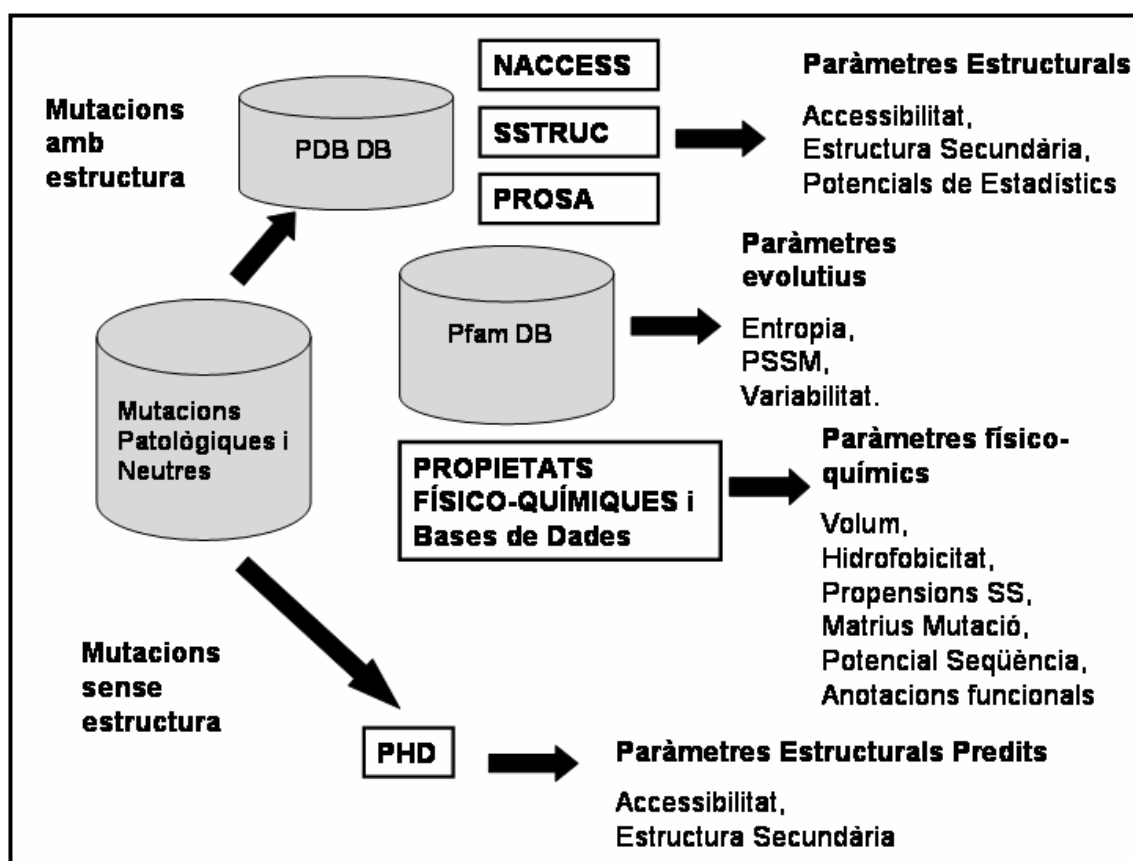 Mutacions
amb
estructura
PDB DB
NACCESS
SSTRUC
PROSA
Paràmetres Estructurals
Accessibilitat,
Estructura Secundària,
Potencials de Estadístics
Paràmetres
evolutius
Entropia,
PSSM,
Variabilitat.
Pfam DB
Mutacions
Patològiques i
Neutres
PROPIETATS
FÍSICO-QUÍMIQUES i
Bases de Dades
Paràmetres físico-
químics
Volum,
Hidrofobicitat,
Propensions SS,
Matrius Mutació,
Potencial Seqüència,
Anotacions funcionals
Mutacions
sense
estructura
PHD
Paràmetres Estructurals Predits
Accessibilitat,
Estructura Secundària